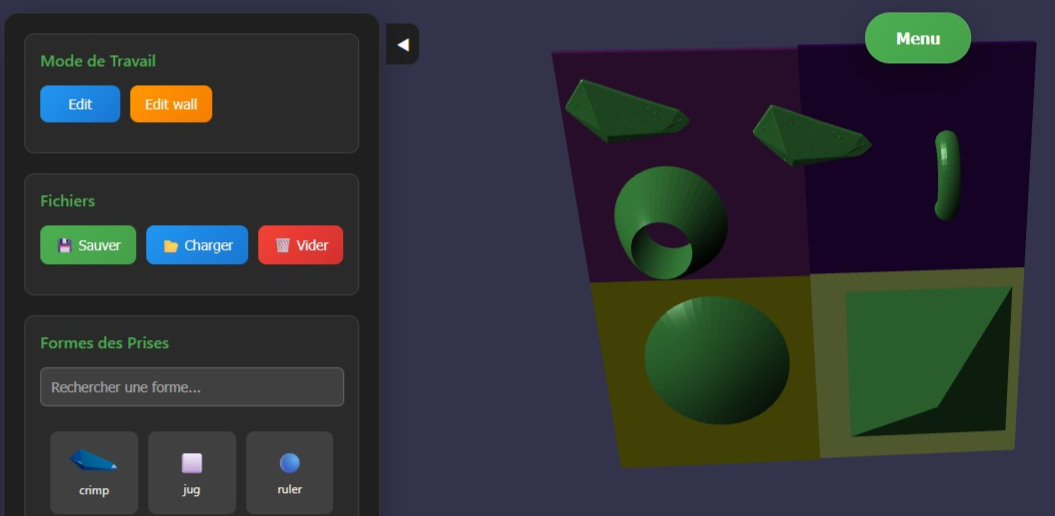 Mode de Travail
Edit
Edit wall
Fichiers
Sauver
Charger
Vider
Formes des Prises
Rechercher une forme...
crimp
jug
ruler
Menu